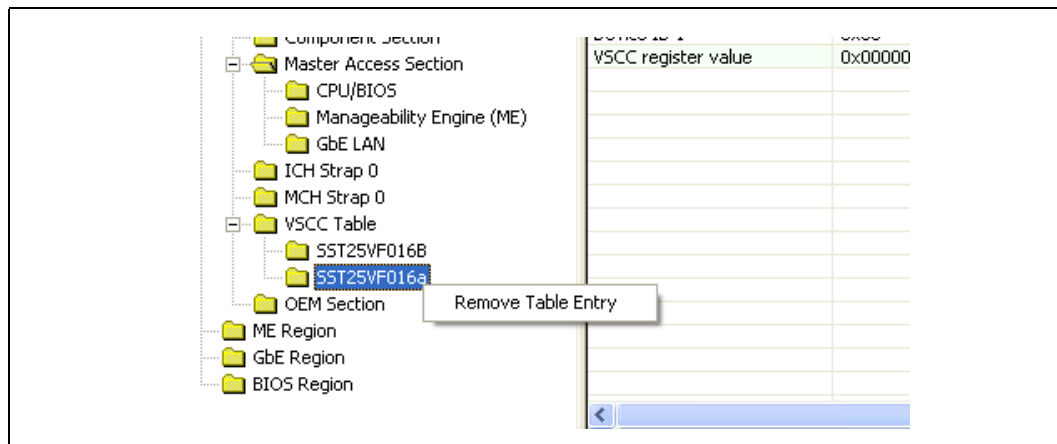 Component Section
Master Access Section
CPU/BIOS
Manageability Engine (ME)
GbE LAN
ICH Strap 0
MCH Strap 0
VSCC Table
SST25VF016B
SST25VF016a
OEM Section
ME Region
GbE Region
BIOS Region
Remove Table Entry
VSCC register value 0x00000